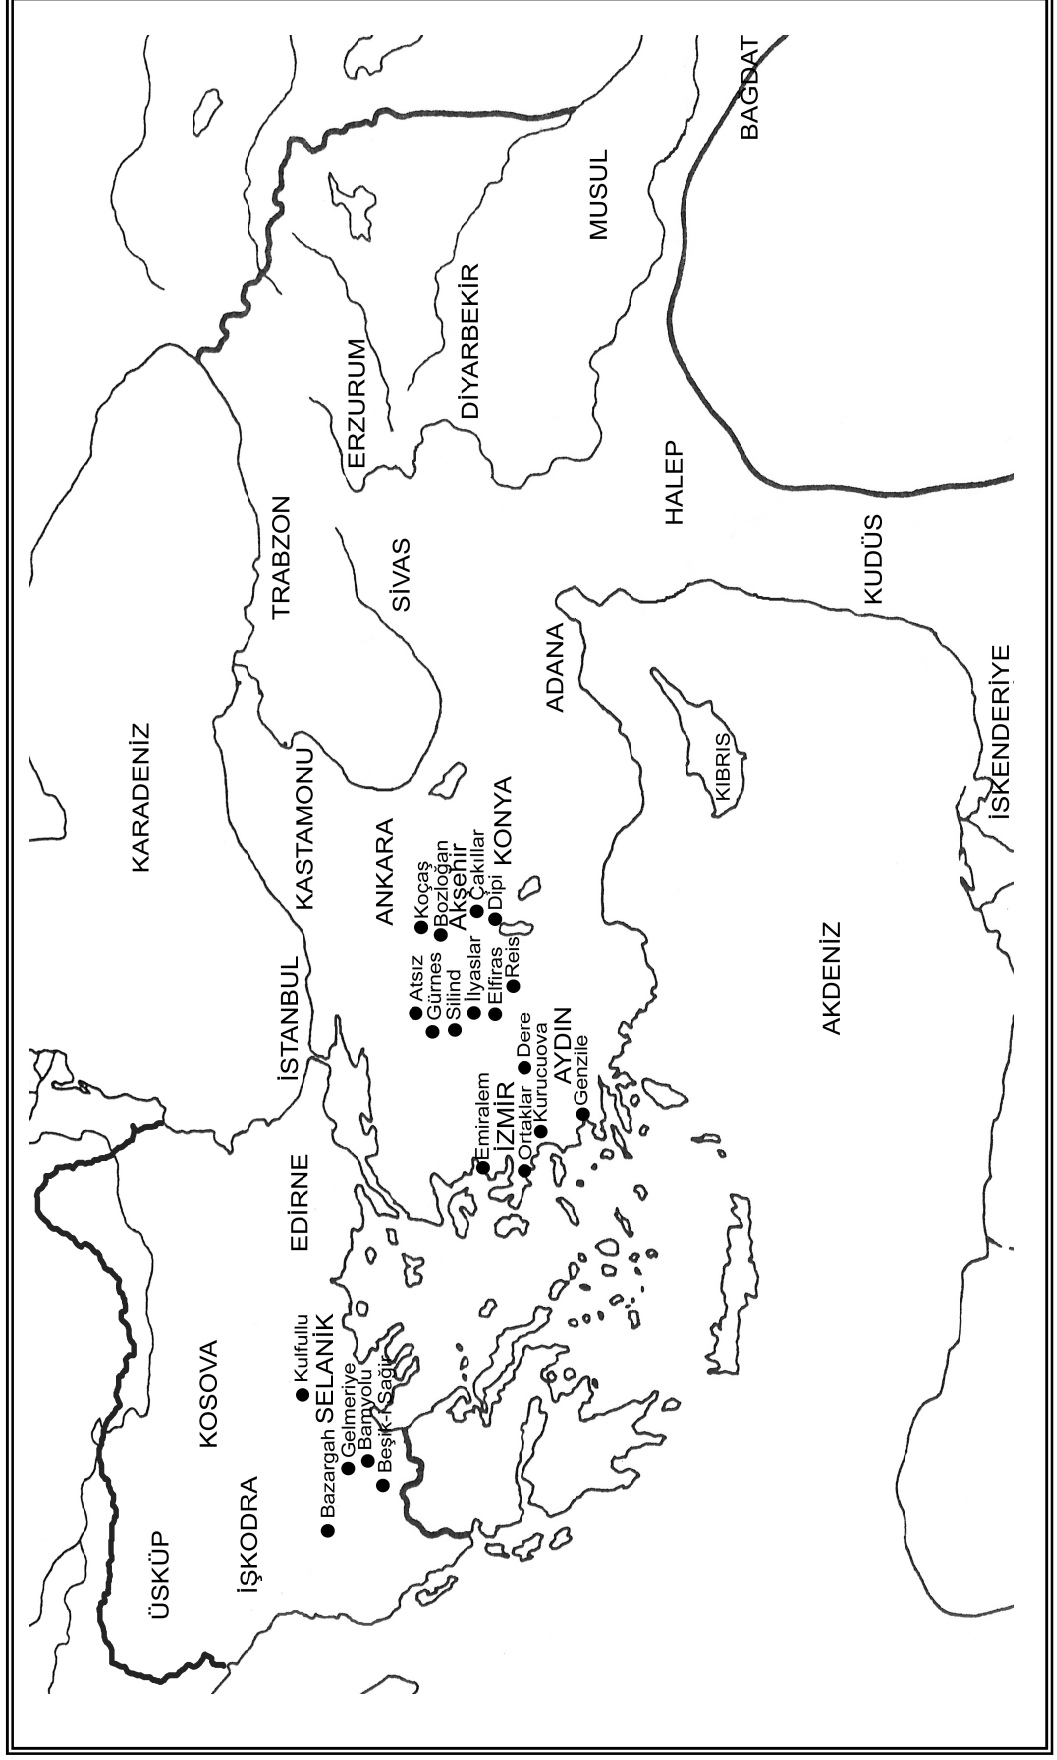 KARADENİZ
ÜSKÜP
İŞKODRA
KOSOVA
Kulfullu
SELANİK
Bazargah
Gelmeriye
Bamyolu
Beşik-i Sağir
EDİRNE
İSTANBUL
KASTAMONU
TRABZON
ERZURUM
ANKARA
SİVAS
DİYARBEKİR
MUSUL
BAGDAT
Atsız
Gürnes
Silind
İlyaslar
Elfiras
Reis
Koçaş
Bozloğan
Akşehir
Çakıllar
Dipi
KONYA
Emiralem
İZMİR
Ortaklar
Dere
Kurucuova
AYDIN
Genzile
ADANA
HALEP
KIBRIS
KUDÜS
AKDENİZ
İSKENDERİYE